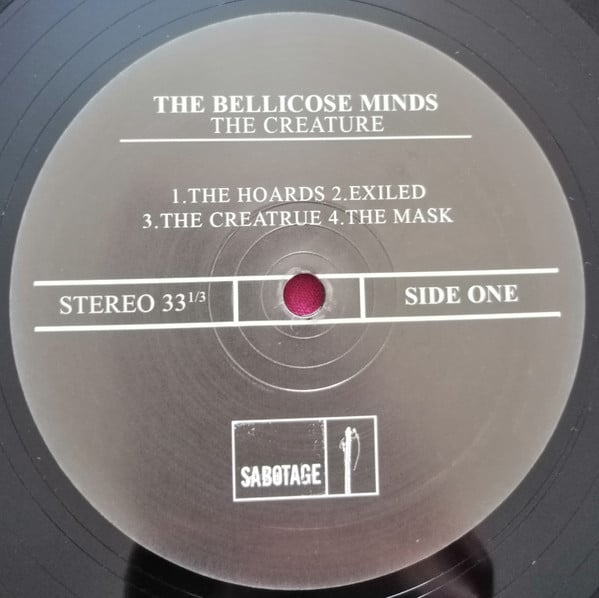 THE BELLICOSE MINDS
THE CREATURE
1.THE HOARDS 2.EXILED
3.THE CREATRUE 4.THE MASK
STEREO 33 1/3
SIDE ONE
SABOTAGE